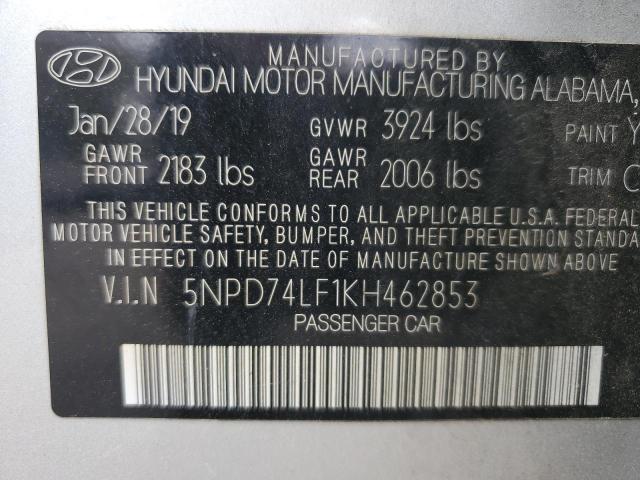 MANUFACTURED BY
HYUNDAI MOTOR MANUFACTURING ALABAMA,
Jan/28/19 GVWR 3924 lbs PAINT
GAWR FRONT 2183 lbs GAWR REAR 2006 lbs TRIM
THIS VEHICLE CONFORMS TO ALL APPLICABLE U.S.A. FEDERAL
MOTOR VEHICLE SAFETY, BUMPER, AND THEFT PREVENTION STANDA
IN EFFECT ON THE DATE OF MANUFACTURE SHOWN ABOVE
V.I.N 5NPD74LF1KH462853
PASSENGER CAR